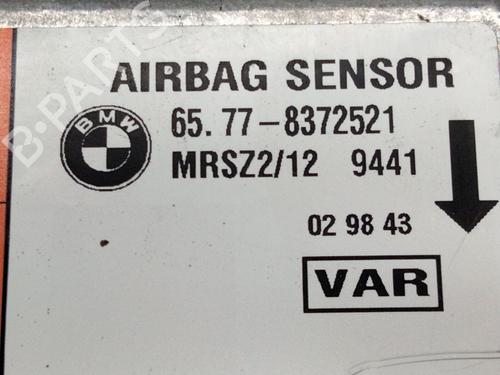 AIRBAG SENSOR
BMW
65. 77-8372521
MRSZ2/12 9441
02 98 43
VAR
B-PARTS